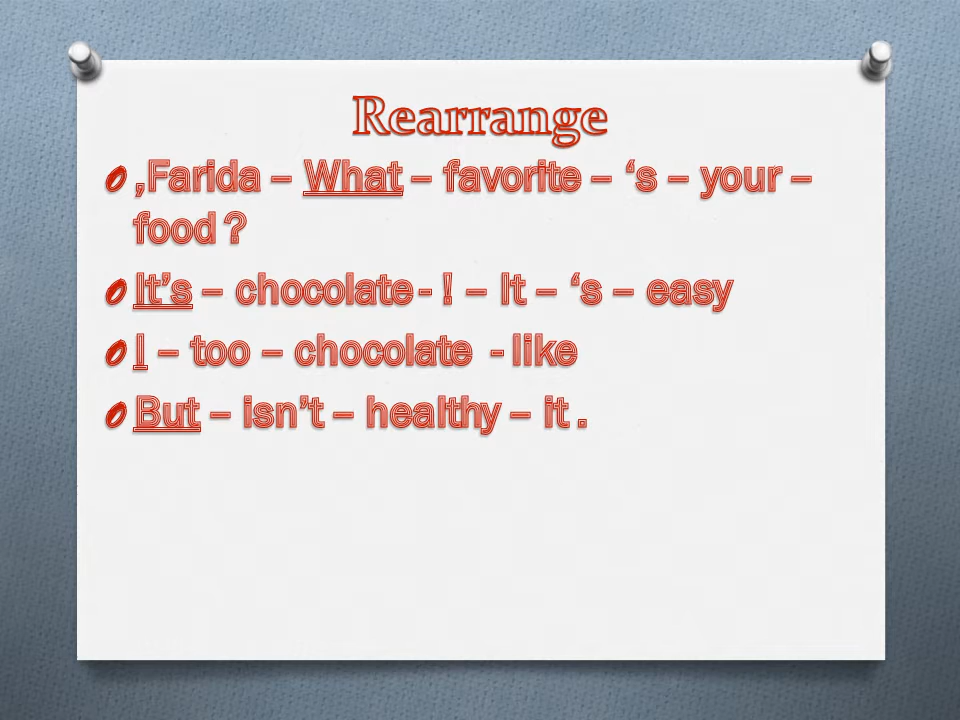 Rearrange
,Farida – What – favorite – ‘s – your –
food ?
It’s – chocolate - ! – It – ‘s – easy
I – too – chocolate - like
But – isn’t – healthy – it .